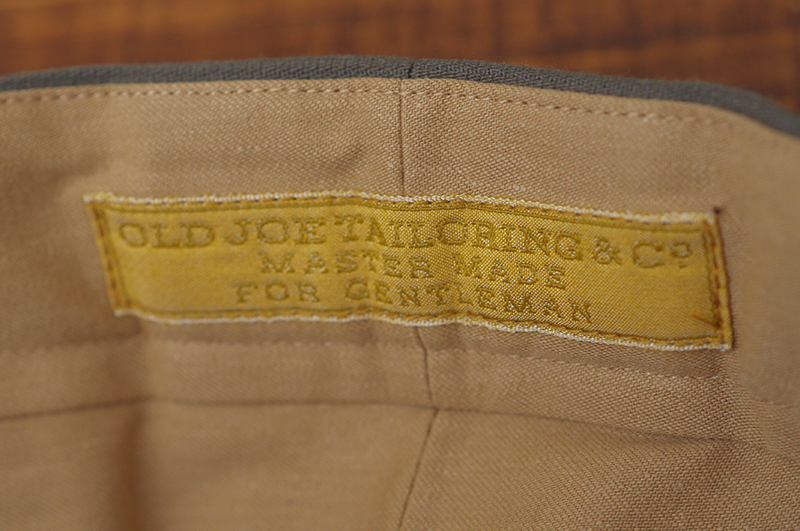 OLD JOE TAILORING & Cº
MASTER MADE
FOR GENTLEMAN